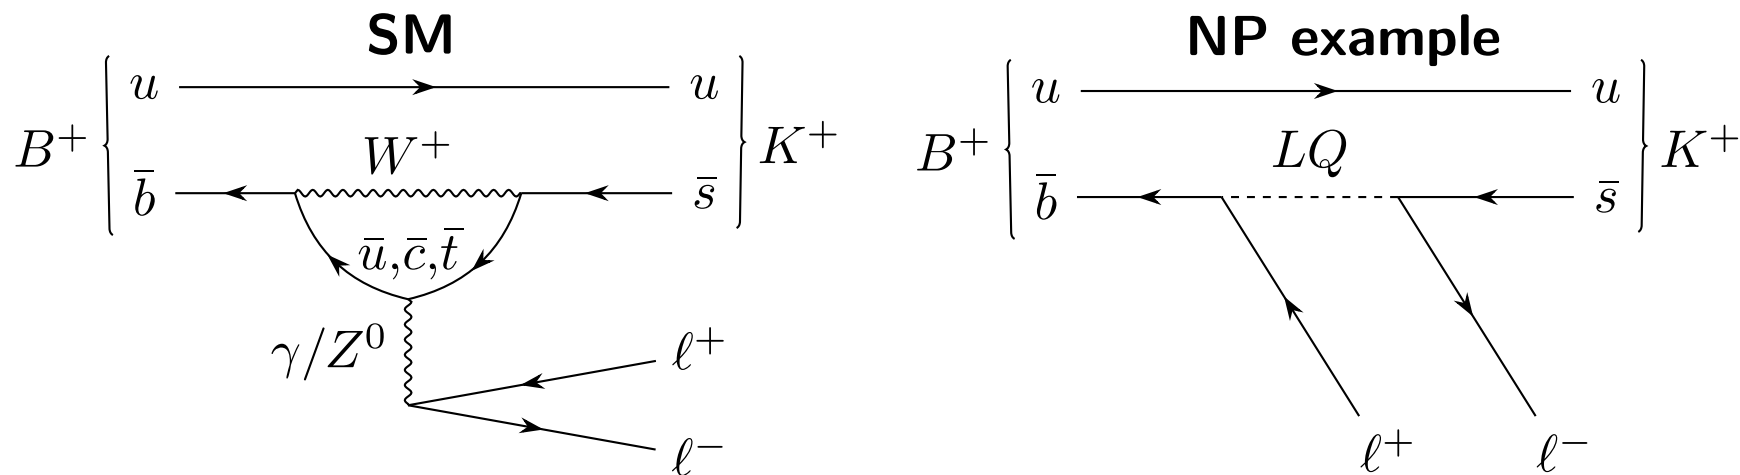 SM
u u
B⁺ K⁺
W⁺
b̄ s̄
ū,c̄,t̄
γ/Z⁰
ℓ⁺
ℓ⁻
NP example
u u
LQ
B⁺ K⁺
b̄ s̄
ℓ⁺ ℓ⁻